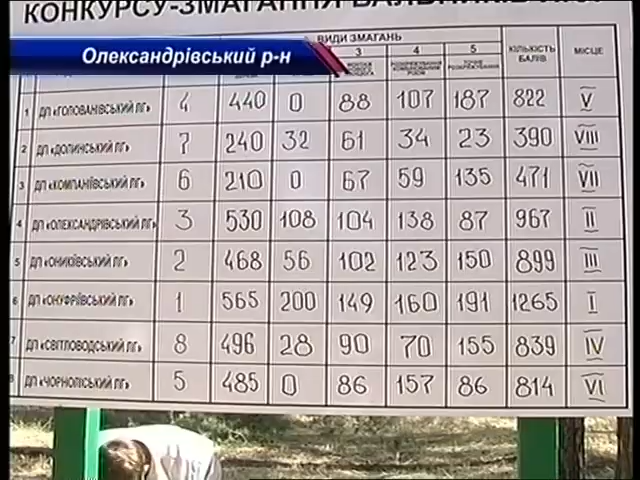 КОНКУРСУ-ЗМАГАННЯ
Олександрівський р-н
ВИДИ ЗМАГАНЬ
3 4 5 КІЛЬКІСТЬ БАЛІВ МІСЦЕ
1 ДП «ГОЛОВАНІВСЬКИЙ ЛГ» 4 440 0 88 107 187 822 V
2 ДП «ДОЛИНСЬКИЙ ЛГ» 7 240 32 61 34 23 390 VIII
3 ДП «КОМПАНІЇВСЬКИЙ ЛГ» 6 210 0 67 59 135 471 VII
4 ДП «ОЛЕКСАНДРІВСЬКИЙ ЛГ» 3 530 108 104 138 87 967 II
5 ДП «ОНИКІЇВСЬКИЙ ЛГ» 2 468 56 102 123 150 899 III
6 ДП «ОНУФРІЇВСЬКИЙ ЛГ» 1 565 200 149 160 191 1265 I
7 ДП «СВІТЛОВОДСЬКИЙ ЛГ» 8 496 28 90 70 155 839 IV
8 ДП «ЧОРНОЛІСЬКИЙ ЛГ» 5 485 0 86 157 86 814 VI